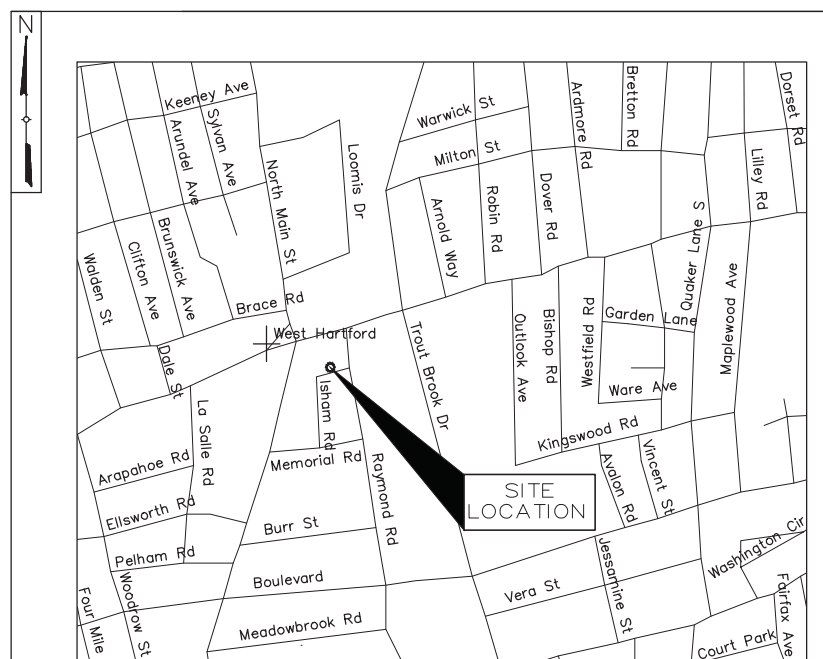 N
Keeney Ave
Sylvan Ave
Arundel Ave
North Main St
Loomis Dr
Warwick St
Milton St
Ardmore Rd
Bretton Rd
Dorset Rd
Lilley Rd
Arnold Way
Robin Rd
Dover Rd
Quaker Lane S
Walden St
Clifton Ave
Brunswick Ave
Brace Rd
West Hartford
Dale St
Trout Brook Dr
Outlook Ave
Bishop Rd
Westfield Rd
Garden Lane
Maplewood Ave
Ware Ave
Kingswood Rd
Isham Rd
La Salle Rd
Memorial Rd
Raymond Rd
Arapahoe Rd
Ellsworth Rd
Pelham Rd
Burr St
SITE
LOCATION
Avalon Rd
Vincent St
Boulevard
Meadowbrook Rd
Woodrow St
Four Mile
Vera St
Jessamine St
Washington Cir
Fairfax Ave
Court Park